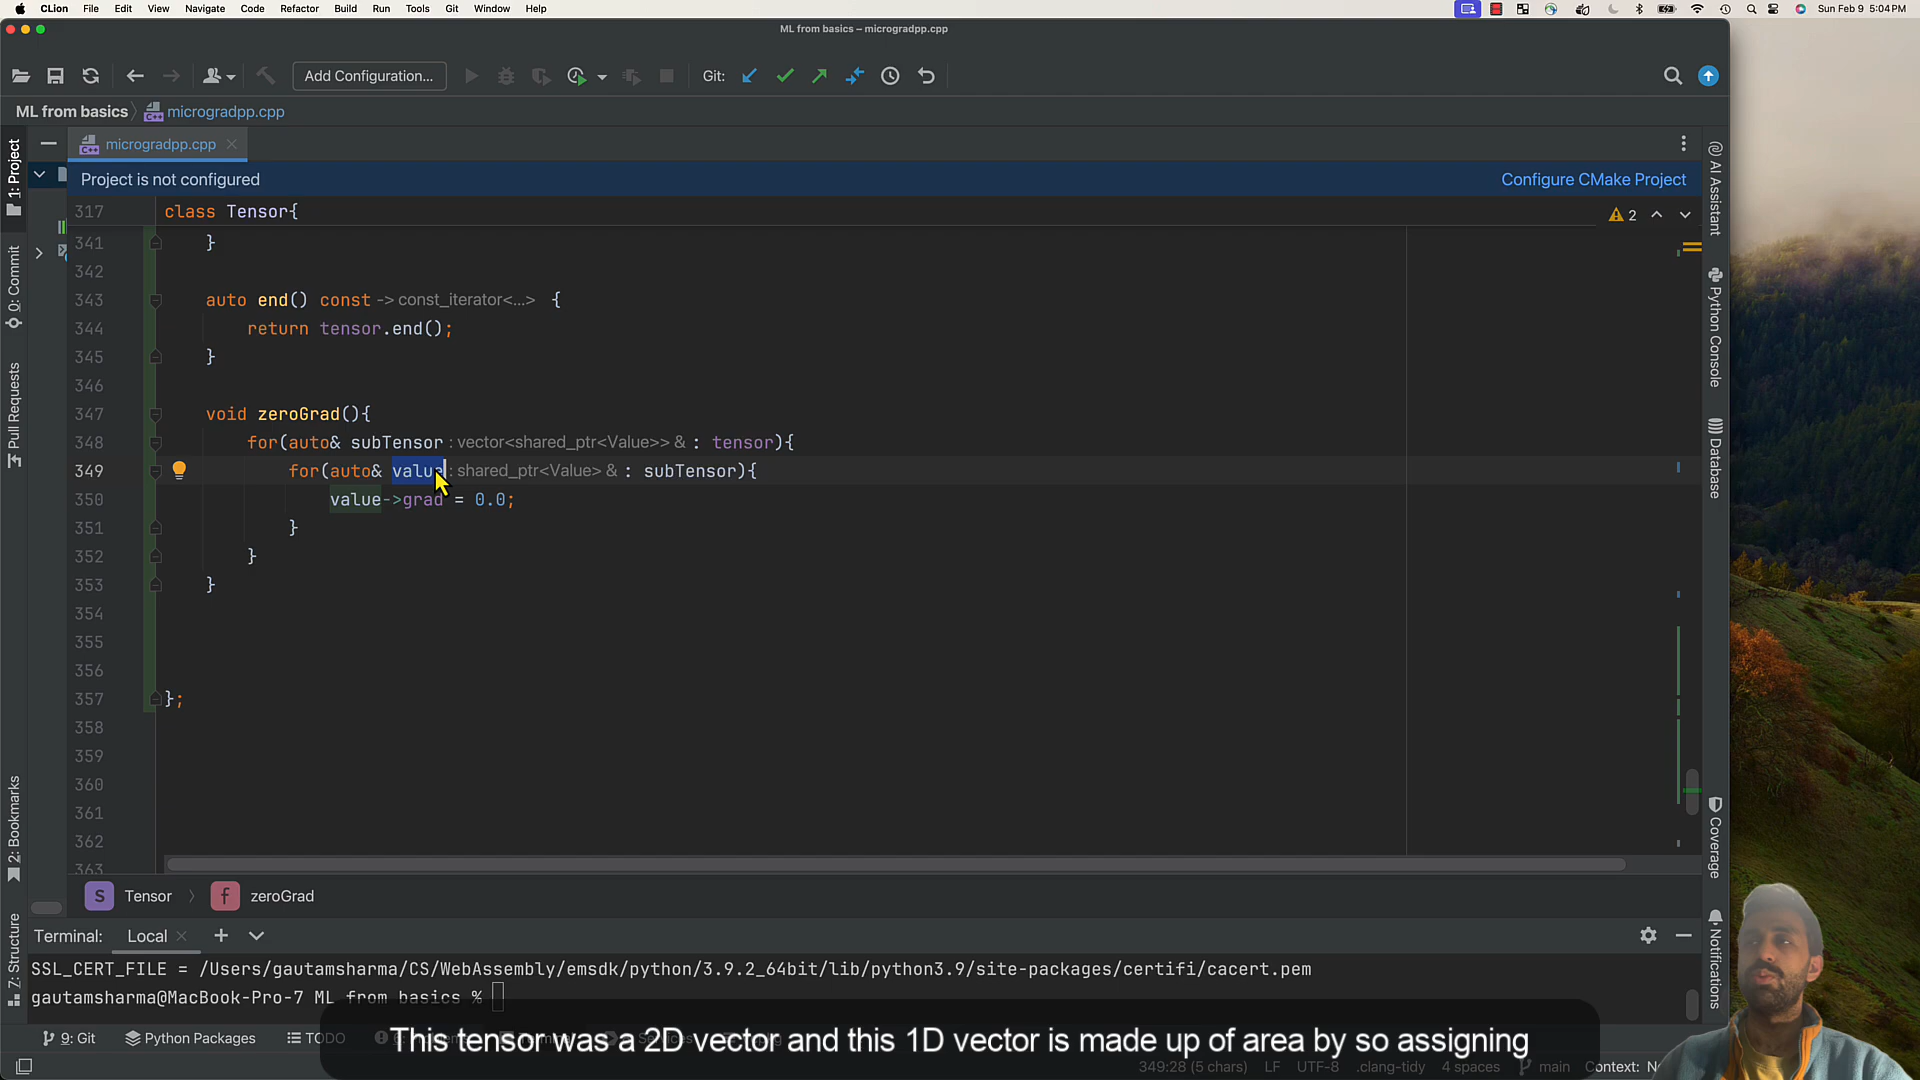 CLion File Edit View Navigate Code Refactor Build Run Tools Git Window Help Sun Feb 9 5:04 PM
ML from basics – microgradpp.cpp
Add Configuration... Git:
ML from basics microgradpp.cpp
microgradpp.cpp
Project is not configured Configure CMake Project
317 class Tensor{ 2
341 }
342
343 auto end() const -> const_iterator<...> {
344 return tensor.end();
345 }
346
347 void zeroGrad(){
348 for(auto& subTensor : vector<shared_ptr<Value>> & : tensor){
349 for(auto& value : shared_ptr<Value> & : subTensor){
350 value->grad = 0.0;
351 }
352 }
353 }
354
355
356
357 };
358
359
360
361
362
363
1: Project
0: Commit
Pull Requests
2: Bookmarks
Z: Structure
AI Assistant
Python Console
Database
Coverage
Notifications
S Tensor f zeroGrad
Terminal: Local
SSL_CERT_FILE = /Users/gautamsharma/CS/WebAssembly/emsdk/python/3.9.2_64bit/lib/python3.9/site-packages/certifi/cacert.pem
gautamsharma@MacBook-Pro-7 ML from basics %
9: Git Python Packages TODO
This tensor was a 2D vector and this 1D vector is made up of area by so assigning
349:28 (5 chars) LF UTF-8 .clang-tidy 4 spaces main Context: